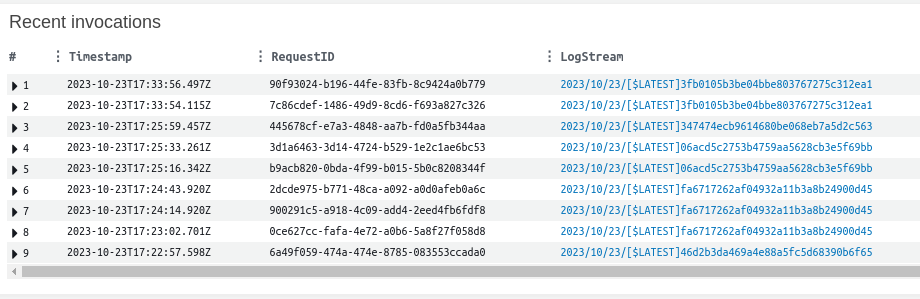 Recent invocations
# Timestamp RequestID LogStream
1 2023-10-23T17:33:56.497Z 90f93024-b196-44fe-83fb-8c9424a0b779 2023/10/23/[$LATEST]3fb0105b3be04bbe803767275c312ea1
2 2023-10-23T17:33:54.115Z 7c86cdef-1486-49d9-8cd6-f693a827c326 2023/10/23/[$LATEST]3fb0105b3be04bbe803767275c312ea1
3 2023-10-23T17:25:59.457Z 445678cf-e7a3-4848-aa7b-fd0a5fb344aa 2023/10/23/[$LATEST]347474ecb9614680be068eb7a5d2c563
4 2023-10-23T17:25:33.261Z 3d1a6463-3d14-4724-b529-1e2c1ae6bc53 2023/10/23/[$LATEST]06acd5c2753b4759aa5628cb3e5f69bb
5 2023-10-23T17:25:16.342Z b9acb820-0bda-4f99-b015-5b0c8208344f 2023/10/23/[$LATEST]06acd5c2753b4759aa5628cb3e5f69bb
6 2023-10-23T17:24:43.920Z 2dcde975-b771-48ca-a092-a0d0afeb0a6c 2023/10/23/[$LATEST]fa6717262af04932a11b3a8b24900d45
7 2023-10-23T17:24:14.920Z 900291c5-a918-4c09-add4-2eed4fb6fdf8 2023/10/23/[$LATEST]fa6717262af04932a11b3a8b24900d45
8 2023-10-23T17:23:02.701Z 0ce627cc-fafa-4e72-a0b6-5a8f27f058d8 2023/10/23/[$LATEST]fa6717262af04932a11b3a8b24900d45
9 2023-10-23T17:22:57.598Z 6a49f059-474a-474e-8785-083553ccada0 2023/10/23/[$LATEST]46d2b3da469a4e88a5fc5d68390b6f65